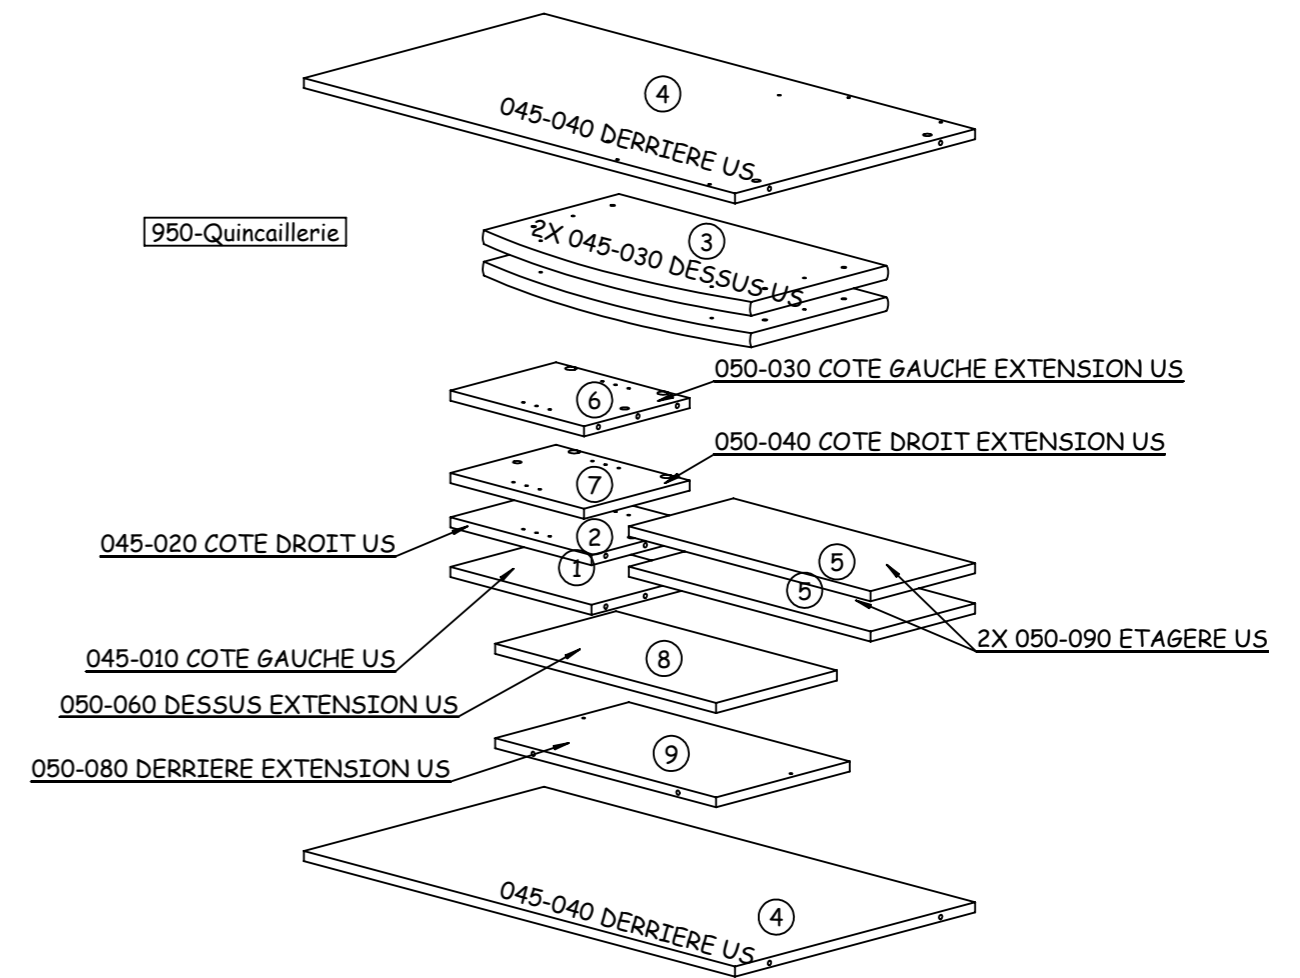 4
045-040 DERRIERE US
950-Quincaillerie
3
2X 045-030 DESSUS US
050-030 COTE GAUCHE EXTENSION US
6
050-040 COTE DROIT EXTENSION US
7
045-020 COTE DROIT US
2
5
1
5
2X 050-090 ETAGERE US
045-010 COTE GAUCHE US
8
050-060 DESSUS EXTENSION US
9
050-080 DERRIERE EXTENSION US
045-040 DERRIERE US
4